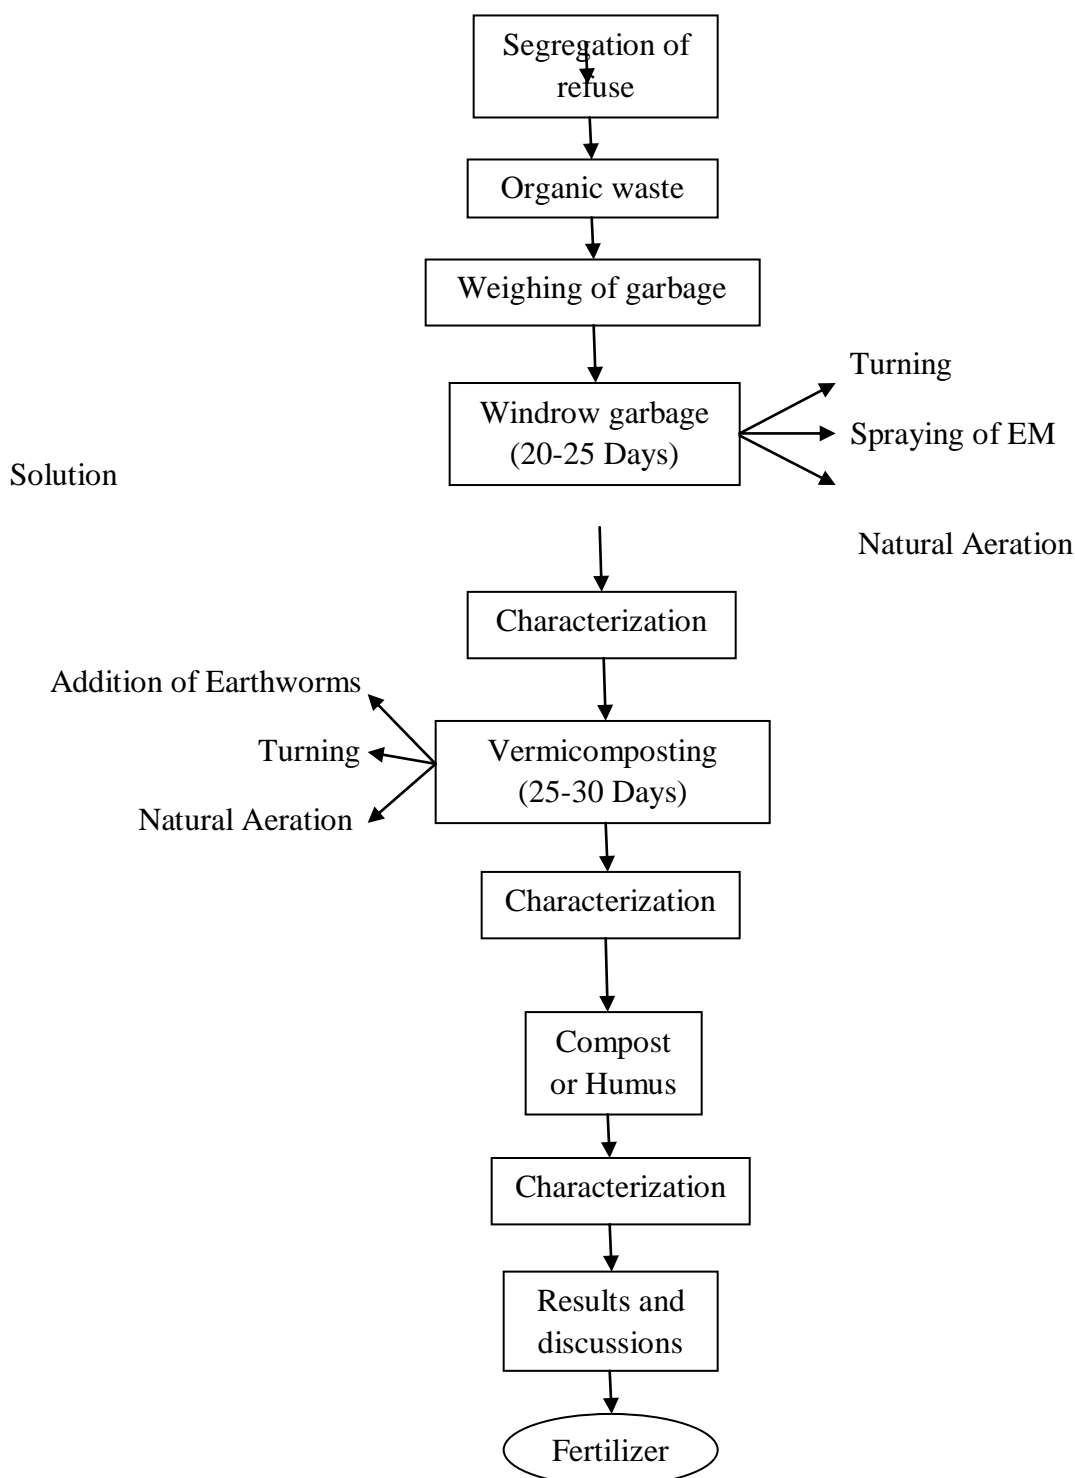 Segregation of
refuse
Organic waste
Weighing of garbage
Turning
Windrow garbage
(20-25 Days)
Spraying of EM
Solution
Natural Aeration
Characterization
Addition of Earthworms
Turning
Natural Aeration
Vermicomposting
(25-30 Days)
Characterization
Compost
or Humus
Characterization
Results and
discussions
Fertilizer